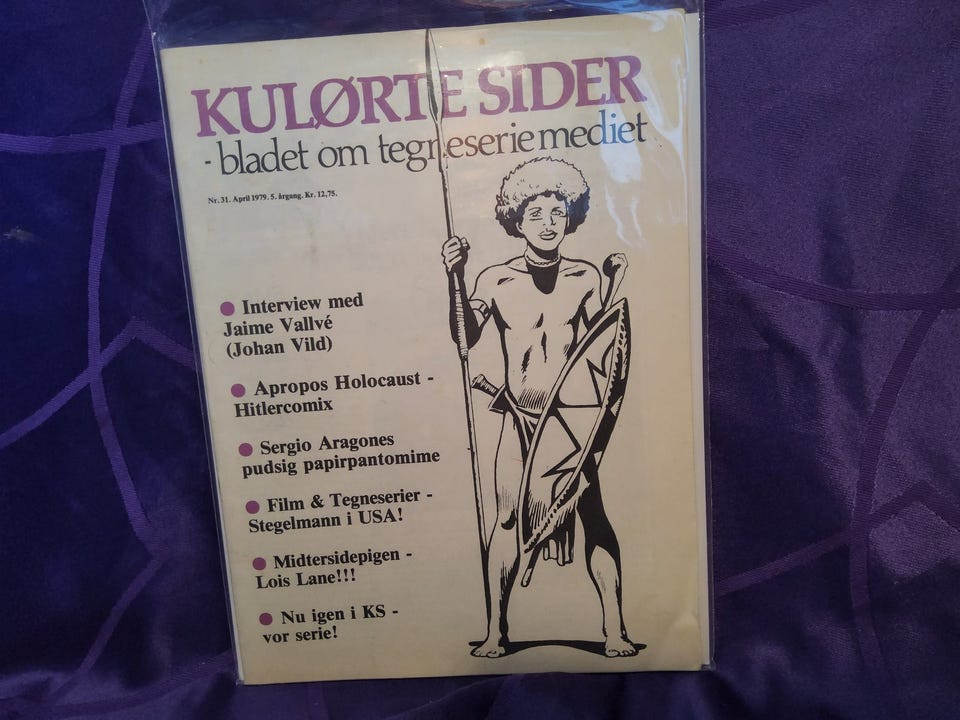 KULØRTE SIDER
- bladet om tegneseriemediet
Nr. 31. April 1979. 5. årgang. Kr. 12,75.
● Interview med
Jaime Vallvé
(Johan Vild)
● Apropos Holocaust -
Hitlercomix
● Sergio Aragones
pudsig papirpantomime
● Film & Tegneserier -
Stegelmann i USA!
● Midtersidepigen -
Lois Lane!!!
● Nu igen i KS -
vor serie!